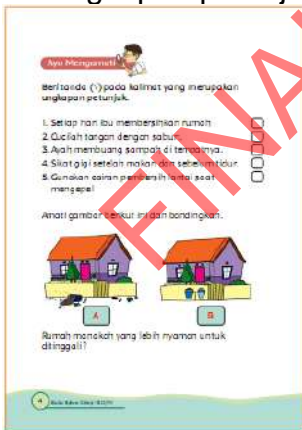 Ayo Mengamati
Beri tanda (√) pada kalimat yang merupakan
ungkapan petunjuk.
1. Setiap hari ibu membersihkan rumah
2. Cucilah tangan dengan sabun.
3. Ayah membuang sampah di tempatnya.
4. Sikat gigi setelah makan dan sebelum tidur.
5. Gunakan cairan pembersih lantai saat
mengepel
Amati gambar berikut ini dan bandingkan.
A B
Rumah manakah yang lebih nyaman untuk
ditinggali?
4